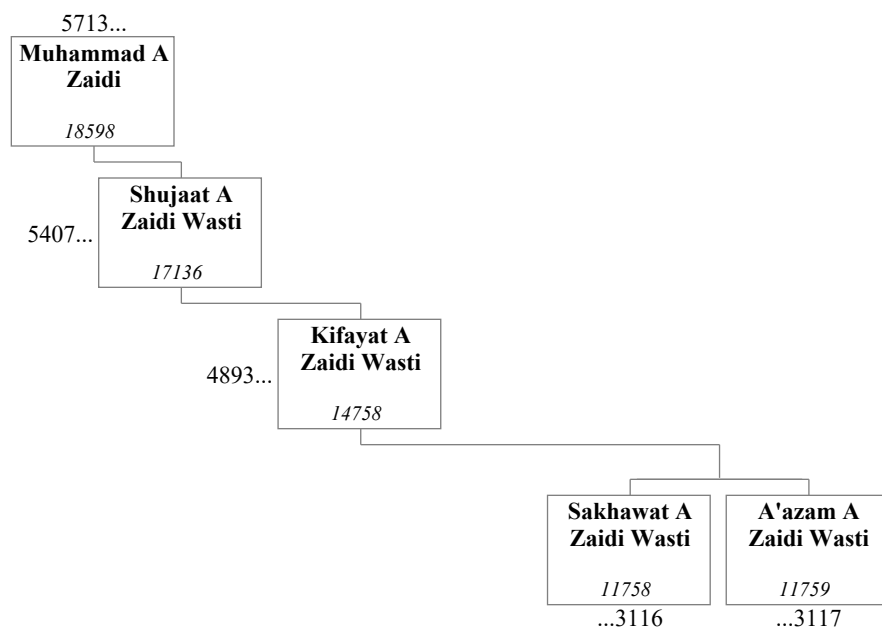 5713...
Muhammad A
Zaidi
18598
Shujaat A
Zaidi Wasti
5407...
17136
Kifayat A
Zaidi Wasti
4893...
14758
Sakhawat A
Zaidi Wasti
11758
...3116
A'azam A
Zaidi Wasti
11759
...3117